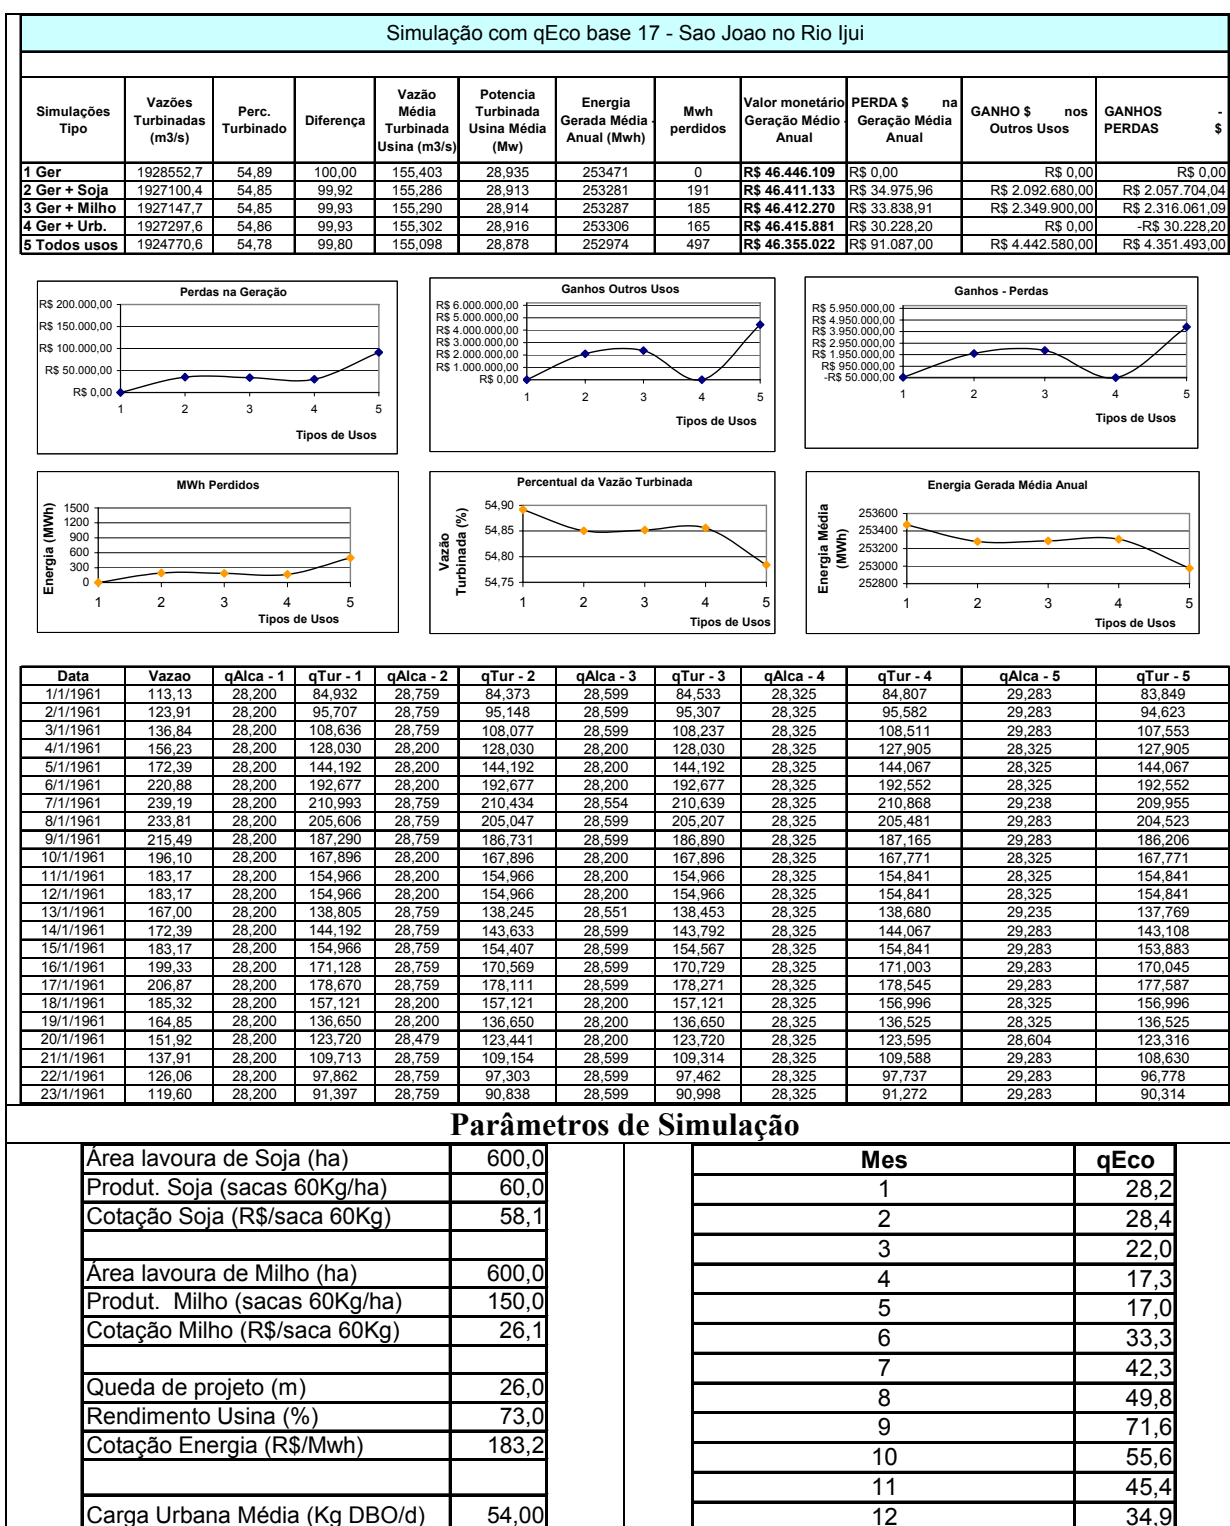 Simulação com qEco base 17 - Sao Joao no Rio Ijui
Simulações Tipo | Vazões Turbinadas (m3/s) | Perc. Turbinado | Diferença | Vazão Média Turbinada Usina (m3/s) | Potencia Turbinada Usina Média (Mw) | Energia Gerada Média - Anual (Mwh) | Mwh perdidos | Valor monetário Geração Médio - Anual | PERDA $ na Geração Média Anual | GANHO $ nos Outros Usos | GANHOS - PERDAS $
1 Ger | 1928552,7 | 54,89 | 100,00 | 155,403 | 28,935 | 253471 | 0 | R$ 46.446.109 | R$ 0,00 | R$ 0,00 | R$ 0,00
2 Ger + Soja | 1927100,4 | 54,85 | 99,92 | 155,286 | 28,913 | 253281 | 191 | R$ 46.411.133 | R$ 34.975,96 | R$ 2.092.680,00 | R$ 2.057.704,04
3 Ger + Milho | 1927147,7 | 54,85 | 99,93 | 155,290 | 28,914 | 253287 | 185 | R$ 46.412.270 | R$ 33.838,91 | R$ 2.349.900,00 | R$ 2.316.061,09
4 Ger + Urb. | 1927297,6 | 54,86 | 99,93 | 155,302 | 28,916 | 253306 | 165 | R$ 46.415.881 | R$ 30.228,20 | R$ 0,00 | -R$ 30.228,20
5 Todos usos | 1924770,6 | 54,78 | 99,80 | 155,098 | 28,878 | 252974 | 497 | R$ 46.355.022 | R$ 91.087,00 | R$ 4.442.580,00 | R$ 4.351.493,00
Perdas na Geração
R$ 200.000,00
R$ 150.000,00
R$ 100.000,00
R$ 50.000,00
R$ 0,00
1 2 3 4 5
Tipos de Usos
Ganhos Outros Usos
R$ 6.000.000,00
R$ 5.000.000,00
R$ 4.000.000,00
R$ 3.000.000,00
R$ 2.000.000,00
R$ 1.000.000,00
R$ 0,00
1 2 3 4 5
Tipos de Usos
Ganhos - Perdas
R$ 5.950.000,00
R$ 4.950.000,00
R$ 3.950.000,00
R$ 2.950.000,00
R$ 1.950.000,00
R$ 950.000,00
-R$ 50.000,00
1 2 3 4 5
Tipos de Usos
MWh Perdidos
Energia (MWh)
1500
1200
900
600
300
0
1 2 3 4 5
Tipos de Usos
Percentual da Vazão Turbinada
Vazão Turbinada (%)
54,90
54,85
54,80
54,75
1 2 3 4 5
Tipos de Usos
Energia Gerada Média Anual
Energia Média (MWh)
253600
253400
253200
253000
252800
1 2 3 4 5
Tipos de Usos
Data | Vazao | qAlca - 1 | qTur - 1 | qAlca - 2 | qTur - 2 | qAlca - 3 | qTur - 3 | qAlca - 4 | qTur - 4 | qAlca - 5 | qTur - 5
1/1/1961 | 113,13 | 28,200 | 84,932 | 28,759 | 84,373 | 28,599 | 84,533 | 28,325 | 84,807 | 29,283 | 83,849
2/1/1961 | 123,91 | 28,200 | 95,707 | 28,759 | 95,148 | 28,599 | 95,307 | 28,325 | 95,582 | 29,283 | 94,623
3/1/1961 | 136,84 | 28,200 | 108,636 | 28,759 | 108,077 | 28,599 | 108,237 | 28,325 | 108,511 | 29,283 | 107,553
4/1/1961 | 156,23 | 28,200 | 128,030 | 28,200 | 128,030 | 28,200 | 128,030 | 28,325 | 127,905 | 28,325 | 127,905
5/1/1961 | 172,39 | 28,200 | 144,192 | 28,200 | 144,192 | 28,200 | 144,192 | 28,325 | 144,067 | 28,325 | 144,067
6/1/1961 | 220,88 | 28,200 | 192,677 | 28,200 | 192,677 | 28,200 | 192,677 | 28,325 | 192,552 | 28,325 | 192,552
7/1/1961 | 239,19 | 28,200 | 210,993 | 28,759 | 210,434 | 28,554 | 210,639 | 28,325 | 210,868 | 29,238 | 209,955
8/1/1961 | 233,81 | 28,200 | 205,606 | 28,759 | 205,047 | 28,599 | 205,207 | 28,325 | 205,481 | 29,283 | 204,523
9/1/1961 | 215,49 | 28,200 | 187,290 | 28,759 | 186,731 | 28,599 | 186,890 | 28,325 | 187,165 | 29,283 | 186,206
10/1/1961 | 196,10 | 28,200 | 167,896 | 28,200 | 167,896 | 28,200 | 167,896 | 28,325 | 167,771 | 28,325 | 167,771
11/1/1961 | 183,17 | 28,200 | 154,966 | 28,200 | 154,966 | 28,200 | 154,966 | 28,325 | 154,841 | 28,325 | 154,841
12/1/1961 | 183,17 | 28,200 | 154,966 | 28,200 | 154,966 | 28,200 | 154,966 | 28,325 | 154,841 | 28,325 | 154,841
13/1/1961 | 167,00 | 28,200 | 138,805 | 28,759 | 138,245 | 28,551 | 138,453 | 28,325 | 138,680 | 29,235 | 137,769
14/1/1961 | 172,39 | 28,200 | 144,192 | 28,759 | 143,633 | 28,599 | 143,792 | 28,325 | 144,067 | 29,283 | 143,108
15/1/1961 | 183,17 | 28,200 | 154,966 | 28,759 | 154,407 | 28,599 | 154,567 | 28,325 | 154,841 | 29,283 | 153,883
16/1/1961 | 199,33 | 28,200 | 171,128 | 28,759 | 170,569 | 28,599 | 170,729 | 28,325 | 171,003 | 29,283 | 170,045
17/1/1961 | 206,87 | 28,200 | 178,670 | 28,759 | 178,111 | 28,599 | 178,271 | 28,325 | 178,545 | 29,283 | 177,587
18/1/1961 | 185,32 | 28,200 | 157,121 | 28,200 | 157,121 | 28,200 | 157,121 | 28,325 | 156,996 | 28,325 | 156,996
19/1/1961 | 164,85 | 28,200 | 136,650 | 28,200 | 136,650 | 28,200 | 136,650 | 28,325 | 136,525 | 28,325 | 136,525
20/1/1961 | 151,92 | 28,200 | 123,720 | 28,479 | 123,441 | 28,200 | 123,720 | 28,325 | 123,595 | 28,604 | 123,316
21/1/1961 | 137,91 | 28,200 | 109,713 | 28,759 | 109,154 | 28,599 | 109,314 | 28,325 | 109,588 | 29,283 | 108,630
22/1/1961 | 126,06 | 28,200 | 97,862 | 28,759 | 97,303 | 28,599 | 97,462 | 28,325 | 97,737 | 29,283 | 96,778
23/1/1961 | 119,60 | 28,200 | 91,397 | 28,759 | 90,838 | 28,599 | 90,998 | 28,325 | 91,272 | 29,283 | 90,314
Parâmetros de Simulação
Área lavoura de Soja (ha) | 600,0
Produt. Soja (sacas 60Kg/ha) | 60,0
Cotação Soja (R$/saca 60Kg) | 58,1
Área lavoura de Milho (ha) | 600,0
Produt. Milho (sacas 60Kg/ha) | 150,0
Cotação Milho (R$/saca 60Kg) | 26,1
Queda de projeto (m) | 26,0
Rendimento Usina (%) | 73,0
Cotação Energia (R$/Mwh) | 183,2
Carga Urbana Média (Kg DBO/d) | 54,00
Mes | qEco
1 | 28,2
2 | 28,4
3 | 22,0
4 | 17,3
5 | 17,0
6 | 33,3
7 | 42,3
8 | 49,8
9 | 71,6
10 | 55,6
11 | 45,4
12 | 34,9